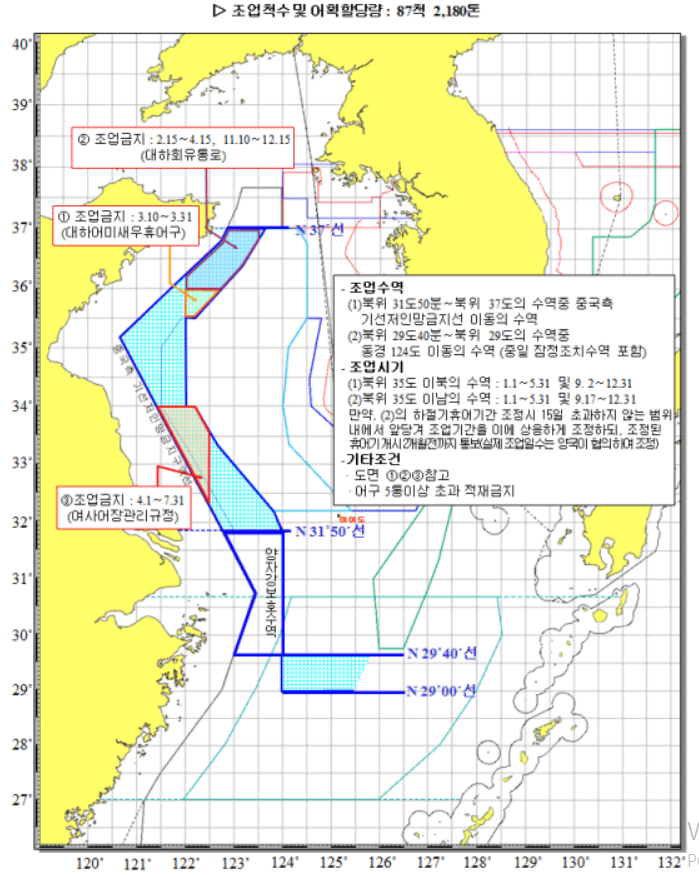 ▷ 조업척수 및 어획할당량 : 87척 2,180톤
40°
39°
38°
37°
36°
35°
34°
33°
32°
31°
30°
29°
28°
27°
② 조업금지 : 2.15~4.15, 11.10~12.15
(대하회유통로)
① 조업금지 : 3.10~3.31
(대하어미새우휴어구)
N 37°선
- 조업수역
(1)북위 31도50분~북위 37도의 수역중 중국측
기선저인망금지선 이동의 수역
(2)북위 29도40분~북위 29도의 수역중
동경 124도 이동의 수역 (중일 잠정조치수역 포함)
- 조업시기
(1)북위 35도 이북의 수역 : 1.1~5.31 및 9. 2~12.31
(2)북위 35도 이남의 수역 : 1.1~5.31 및 9.17~12.31
만약, (2)의 하절기휴어기간 조정시 15일 초과하지 않는 범위
내에서 앞당겨 조업기간을 이에 상응하게 조정하되, 조정된
휴어기 개시 2개월전까지 통보(실제 조업일수는 양국이 협의하여 조정)
-기타조건
· 도면 ①②③참고
· 어구 5통이상 초과 적재금지
중국측 기선저인망금지구역선
③조업금지 : 4.1~7.31
(여사어장관리규정)
이어도
N 31°50′선
양자강보호수역
N 29°40′선
N 29°00′선
120° 121° 122° 123° 124° 125° 126° 127° 128° 129° 130° 131° 132°